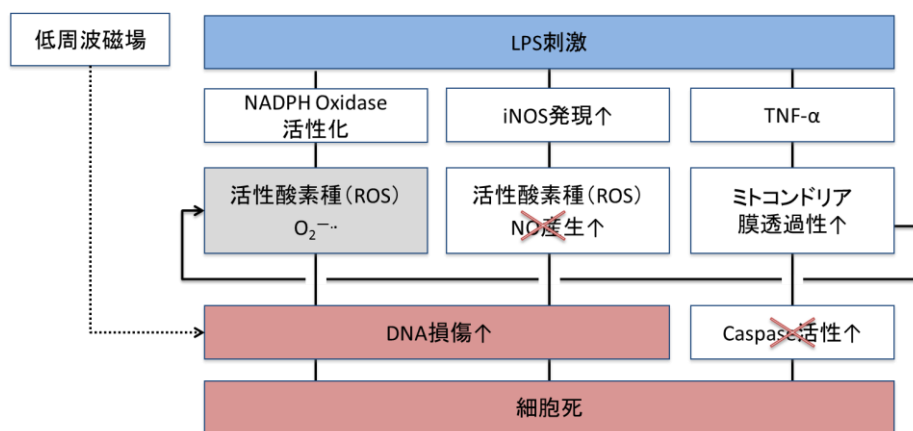 低周波磁場
LPS刺激
NADPH Oxidase
活性化
iNOS発現↑
TNF-α
活性酸素種(ROS)
O₂⁻·
活性酸素種(ROS)
NO産生↑
ミトコンドリア
膜透過性↑
DNA損傷↑
Caspase活性↑
細胞死